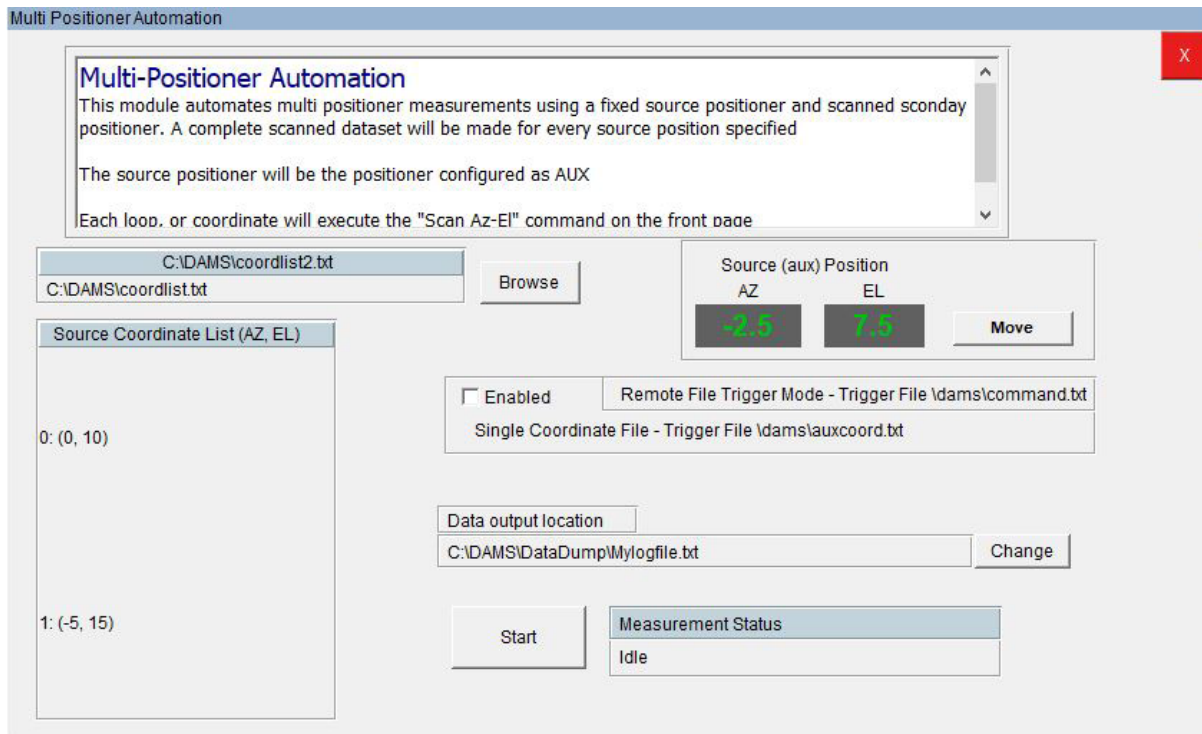 Multi Positioner Automation
X
Multi-Positioner Automation
This module automates multi positioner measurements using a fixed source positioner and scanned sconday
positioner. A complete scanned dataset will be made for every source position specified
The source positioner will be the positioner configured as AUX
Each loop, or coordinate will execute the "Scan Az-El" command on the front page
C:\DAMS\coordlist2.txt
C:\DAMS\coordlist.txt
Browse
Source (aux) Position
AZ EL
-2.5 7.5 Move
Source Coordinate List (AZ, EL)
0: (0, 10)
1: (-5, 15)
Enabled Remote File Trigger Mode - Trigger File \dams\command.txt
Single Coordinate File - Trigger File \dams\auxcoord.txt
Data output location
C:\DAMS\DataDump\Mylogfile.txt Change
Start
Measurement Status
Idle